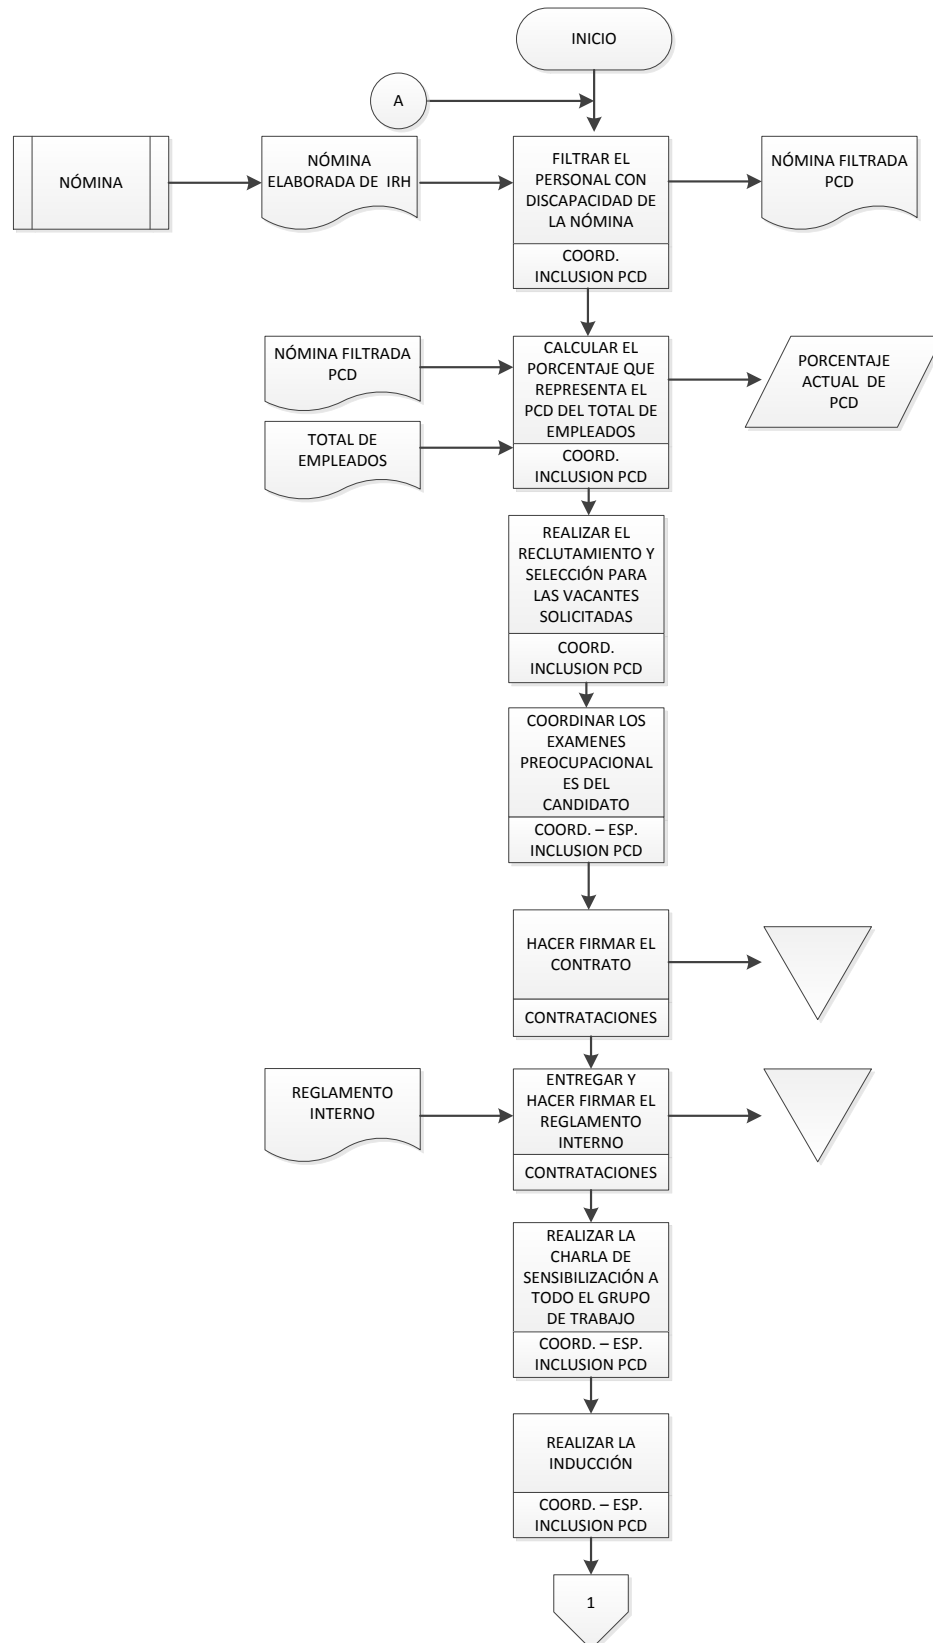 INICIO
A
NÓMINA
NÓMINA
ELABORADA DE IRH
FILTRAR EL
PERSONAL CON
DISCAPACIDAD DE
LA NÓMINA
COORD.
INCLUSION PCD
NÓMINA FILTRADA
PCD
NÓMINA FILTRADA
PCD
TOTAL DE
EMPLEADOS
CALCULAR EL
PORCENTAJE QUE
REPRESENTA EL
PCD DEL TOTAL DE
EMPLEADOS
COORD.
INCLUSION PCD
PORCENTAJE
ACTUAL DE
PCD
REALIZAR EL
RECLUTAMIENTO Y
SELECCIÓN PARA
LAS VACANTES
SOLICITADAS
COORD.
INCLUSION PCD
COORDINAR LOS
EXAMENES
PREOCUPACIONAL
ES DEL
CANDIDATO
COORD. – ESP.
INCLUSION PCD
HACER FIRMAR EL
CONTRATO
CONTRATACIONES
REGLAMENTO
INTERNO
ENTREGAR Y
HACER FIRMAR EL
REGLAMENTO
INTERNO
CONTRATACIONES
REALIZAR LA
CHARLA DE
SENSIBILIZACIÓN A
TODO EL GRUPO
DE TRABAJO
COORD. – ESP.
INCLUSION PCD
REALIZAR LA
INDUCCIÓN
COORD. – ESP.
INCLUSION PCD
1